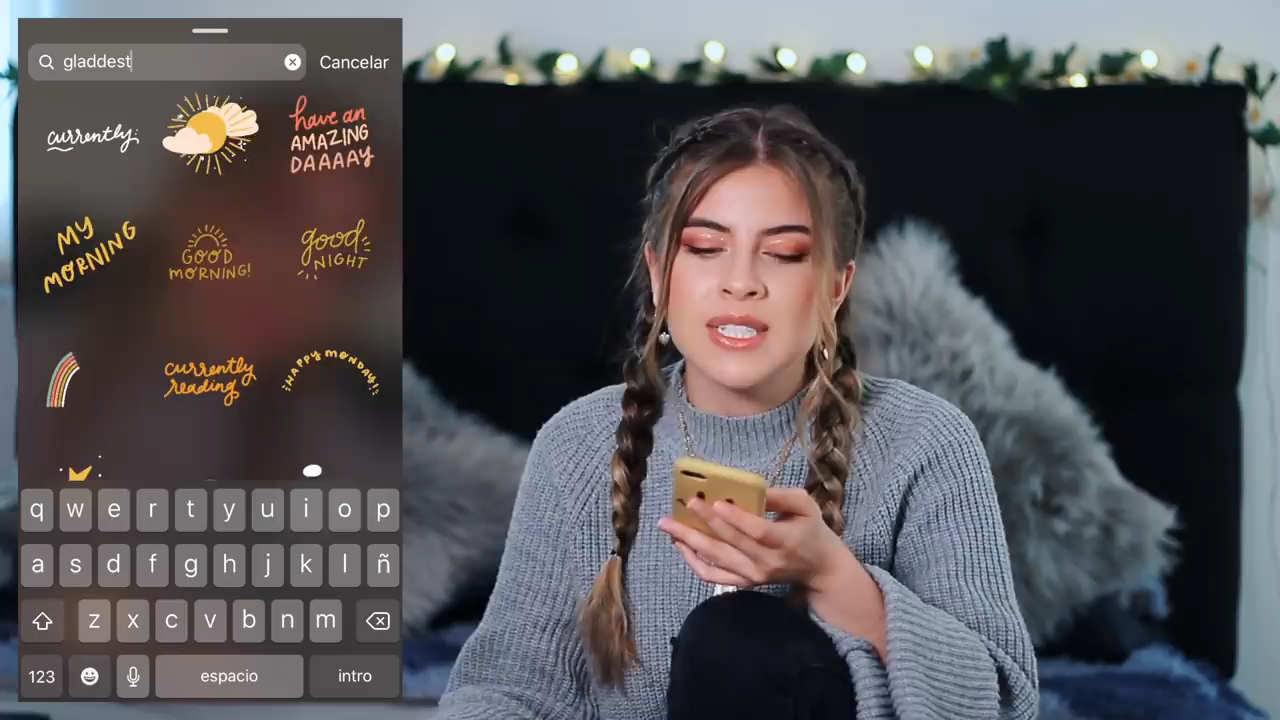 gladdest
Cancelar
currently:
have an
AMAZING
DAAAAY
MY
MORNING
GOOD
MORNING!
good
NIGHT
currently
reading
HAPPY MONDAY!
q w e r t y u i o p
a s d f g h j k l ñ
z x c v b n m
123
espacio
intro